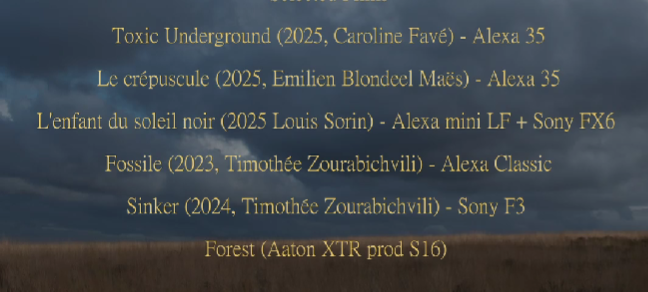 Toxic Underground (2025, Caroline Favé) - Alexa 35
Le crépuscule (2025, Emilien Blondeel Maës) - Alexa 35
L'enfant du soleil noir (2025 Louis Sorin) - Alexa mini LF + Sony FX6
Fossile (2023, Timothée Zourabichvili) - Alexa Classic
Sinker (2024, Timothée Zourabichvili) - Sony F3
Forest (Aaton XTR prod S16)